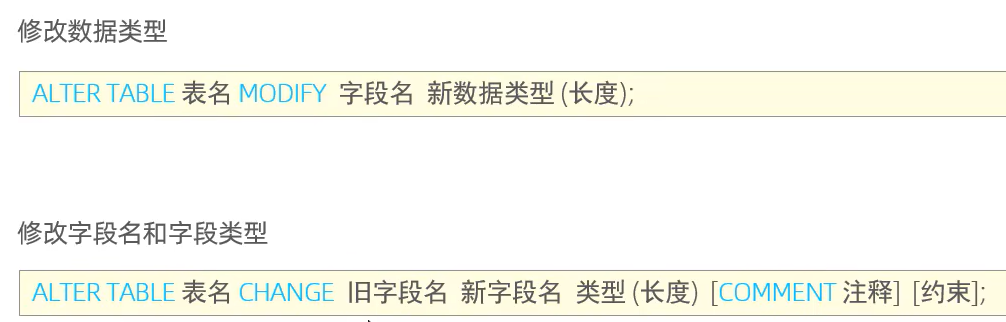 修改数据类型
ALTER TABLE 表名 MODIFY 字段名 新数据类型 (长度);
修改字段名和字段类型
ALTER TABLE 表名 CHANGE 旧字段名 新字段名 类型 (长度) [COMMENT 注释] [约束];